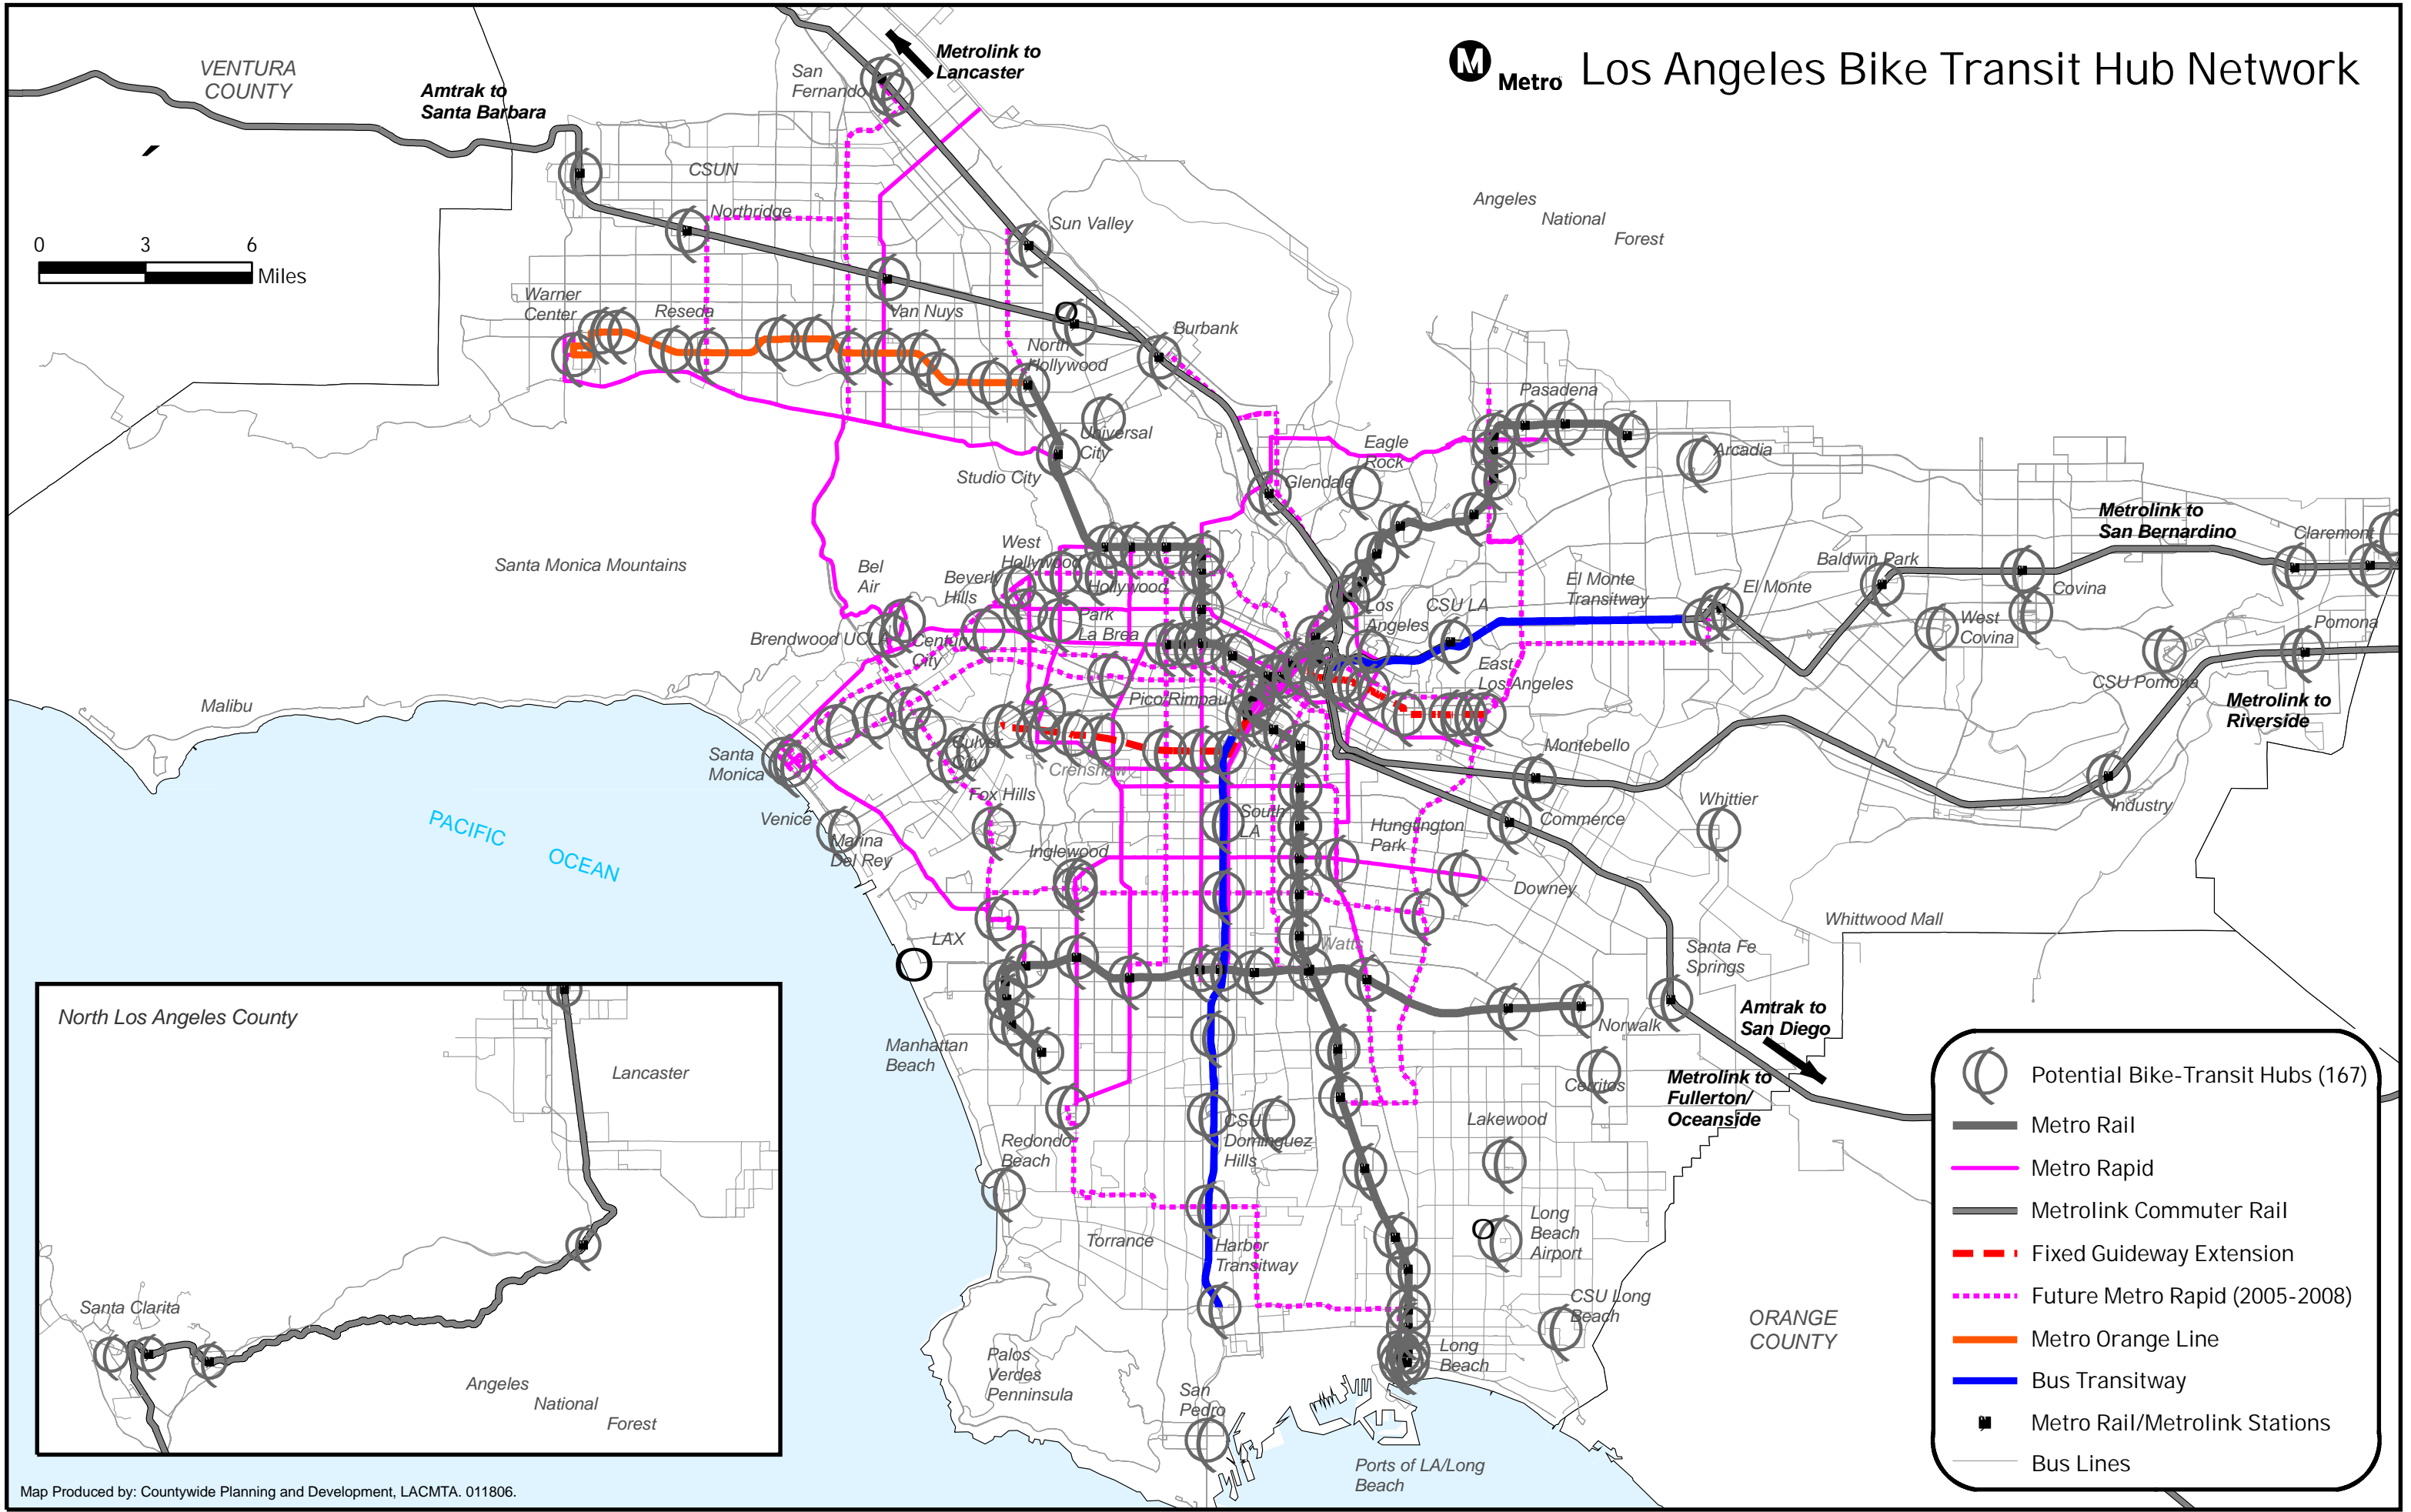 M Metro Los Angeles Bike Transit Hub Network
VENTURA
COUNTY
Amtrak to
Santa Barbara
San
Fernando
Metrolink to
Lancaster
CSUN
Northridge
Sun Valley
Angeles
National
Forest
0 3 6
Miles
Warner
Center
Reseda
Van Nuys
Burbank
North
Hollywood
Pasadena
Universal
City
Studio City
Eagle
Rock
Glendale
Arcadia
Metrolink to
San Bernardino
Claremont
Santa Monica Mountains
Bel
Air
West
Hollywood
Beverly
Hills
Hollywood
Park
La Brea
Los
Angeles
CSU LA
El Monte
Transitway
El Monte
Baldwin Park
Covina
West
Covina
Pomona
Brendwood UCLA
Century
City
East
Los Angeles
CSU Pomona
Metrolink to
Riverside
Malibu
Pico/Rimpau
Santa
Monica
Culver
City
Crenshaw
Montebello
Fox Hills
Venice
Marina
Del Rey
South
LA
Hungtington
Park
Commerce
Whittier
Industry
PACIFIC
OCEAN
Inglewood
Downey
Whittwood Mall
LAX
Watts
Santa Fe
Springs
Manhattan
Beach
Norwalk
Amtrak to
San Diego
Cerritos
Metrolink to
Fullerton/
Oceanside
Lakewood
Redondo
Beach
CSU
Dominguez
Hills
Torrance
Harbor
Transitway
Long
Beach
Airport
CSU Long
Beach
ORANGE
COUNTY
Long
Beach
Palos
Verdes
Penninsula
San
Pedro
Ports of LA/Long
Beach
North Los Angeles County
Lancaster
Santa Clarita
Angeles
National
Forest
Potential Bike-Transit Hubs (167)
Metro Rail
Metro Rapid
Metrolink Commuter Rail
Fixed Guideway Extension
Future Metro Rapid (2005-2008)
Metro Orange Line
Bus Transitway
Metro Rail/Metrolink Stations
Bus Lines
Map Produced by: Countywide Planning and Development, LACMTA. 011806.